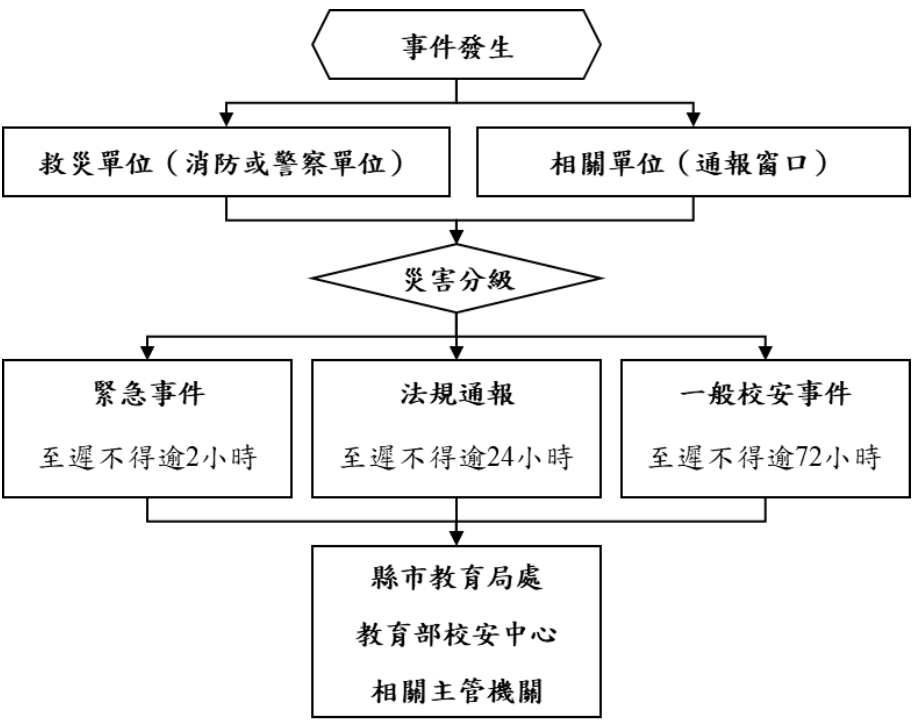 事件發生
救災單位（消防或警察單位）
相關單位（通報窗口）
災害分級
緊急事件
至遲不得逾2小時
法規通報
至遲不得逾24小時
一般校安事件
至遲不得逾72小時
縣市教育局處
教育部校安中心
相關主管機關